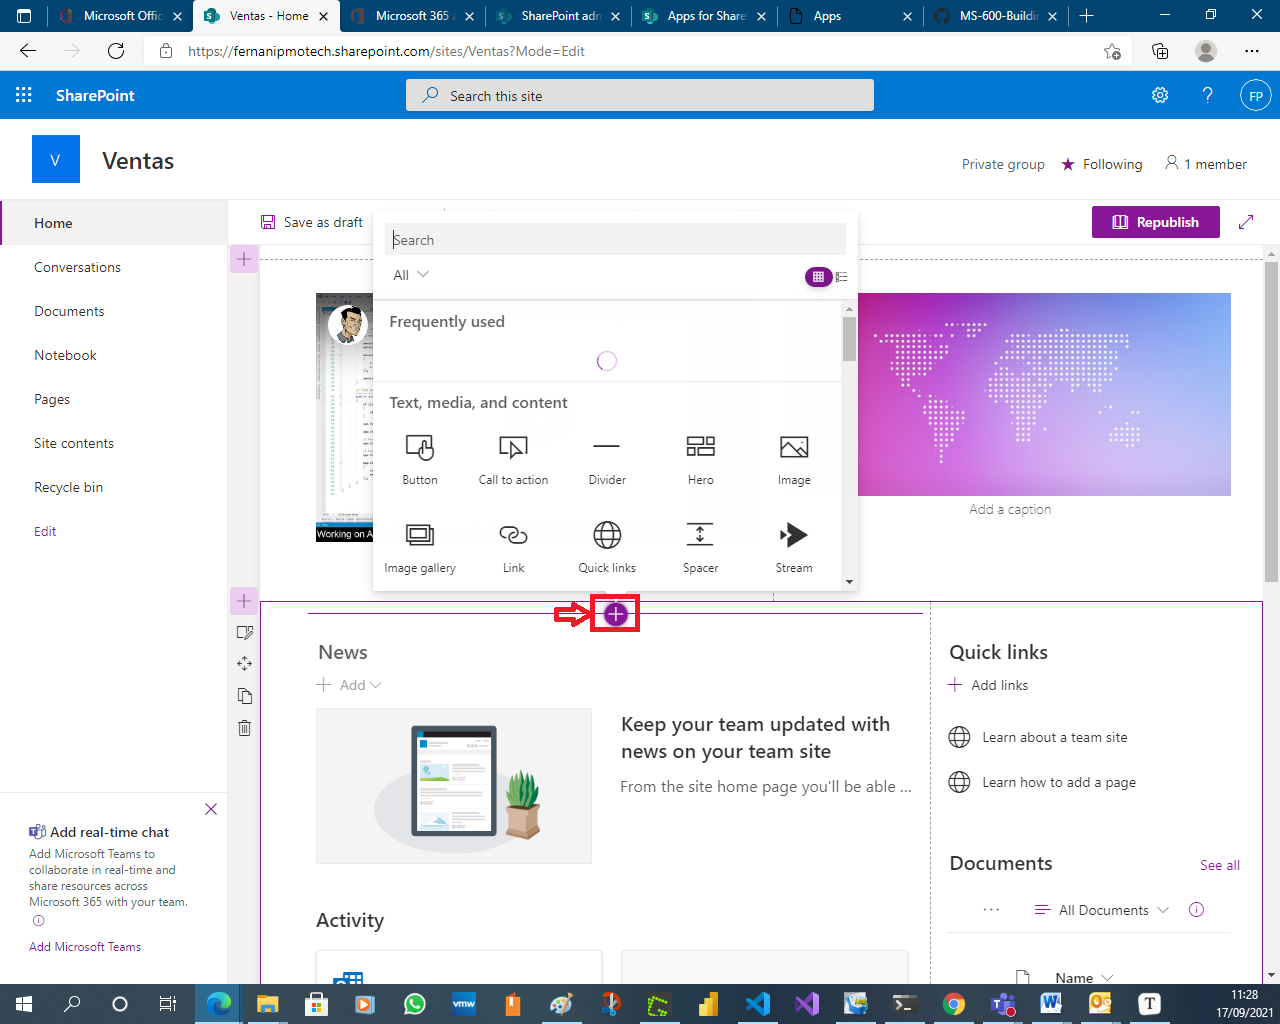 Microsoft Offic
Ventas - Home
Microsoft 365 a
SharePoint adm
Apps for Share
Apps
MS-600-Buildin
https://fernanipmotech.sharepoint.com/sites/Ventas?Mode=Edit
SharePoint
Search this site
FP
V
Ventas
Private group
Following
1 member
Home
Conversations
Documents
Notebook
Pages
Site contents
Recycle bin
Edit
Save as draft
Republish
Search
All
Frequently used
Text, media, and content
Button
Call to action
Divider
Hero
Image
Image gallery
Link
Quick links
Spacer
Stream
Working on A
Add a caption
News
Add
Keep your team updated with
news on your team site
From the site home page you'll be able ...
Activity
Quick links
Add links
Learn about a team site
Learn how to add a page
Documents
See all
All Documents
Name
Add real-time chat
Add Microsoft Teams to
collaborate in real-time and
share resources across
Microsoft 365 with your team.
Add Microsoft Teams
vmw
T
11:28
17/09/2021